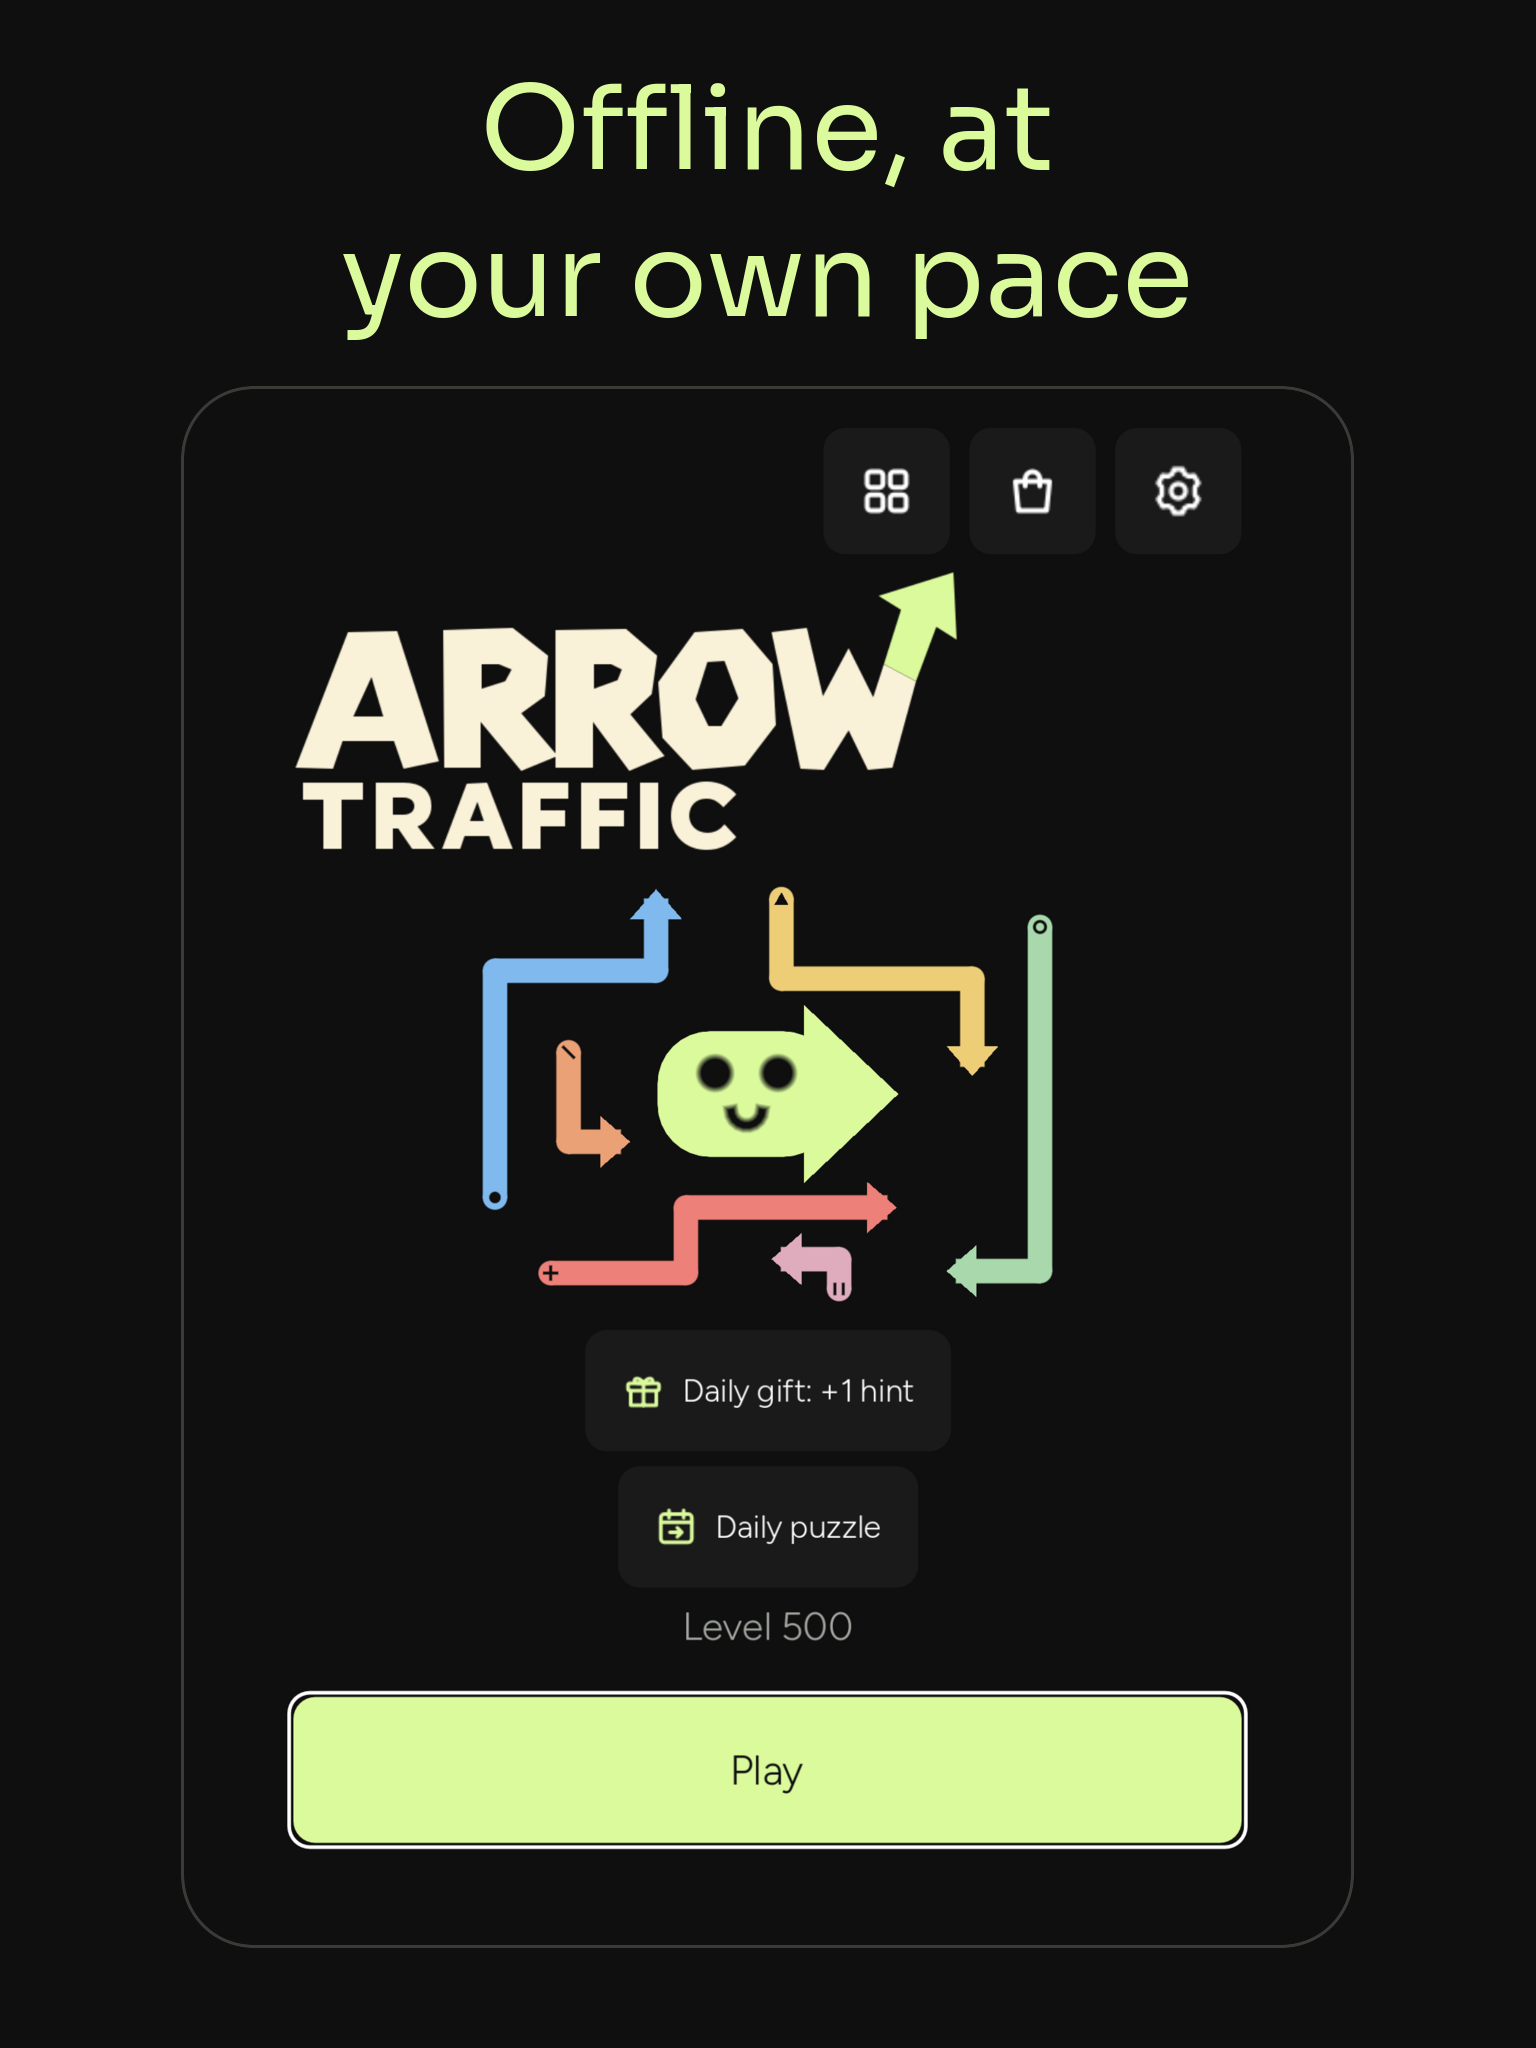 Offline, at
your own pace
ARROW
TRAFFIC
Daily gift: +1 hint
Daily puzzle
Level 500
Play